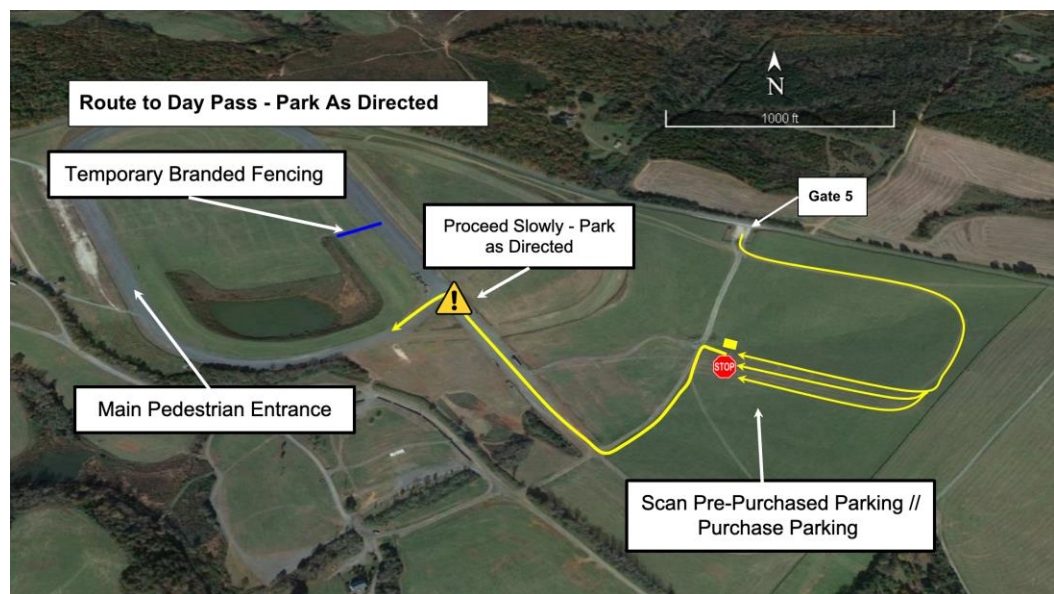 Route to Day Pass - Park As Directed
N
1000 ft
Temporary Branded Fencing
Gate 5
Proceed Slowly - Park
as Directed
!
STOP
Main Pedestrian Entrance
Scan Pre-Purchased Parking //
Purchase Parking